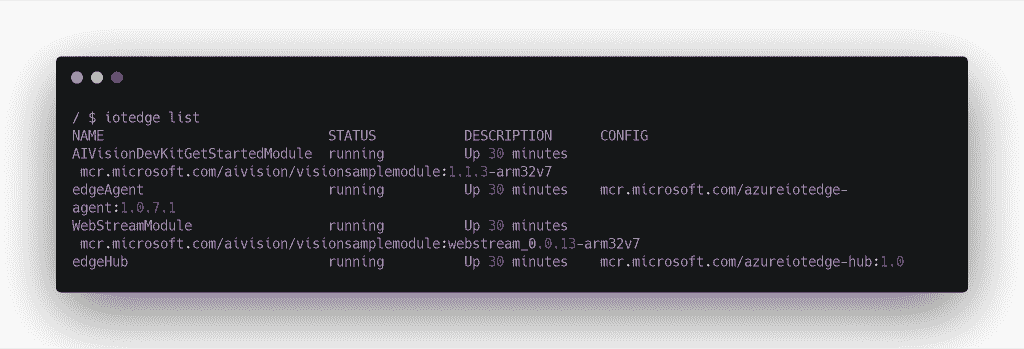 / $ iotedge list
NAME STATUS DESCRIPTION CONFIG
AIVisionDevKitGetStartedModule running Up 30 minutes
mcr.microsoft.com/aivision/visionsamplemodule:1.1.3-arm32v7
edgeAgent running Up 30 minutes mcr.microsoft.com/azureiotedge-
agent:1.0.7.1
WebStreamModule running Up 30 minutes
mcr.microsoft.com/aivision/visionsamplemodule:webstream_0.0.13-arm32v7
edgeHub running Up 30 minutes mcr.microsoft.com/azureiotedge-hub:1.0